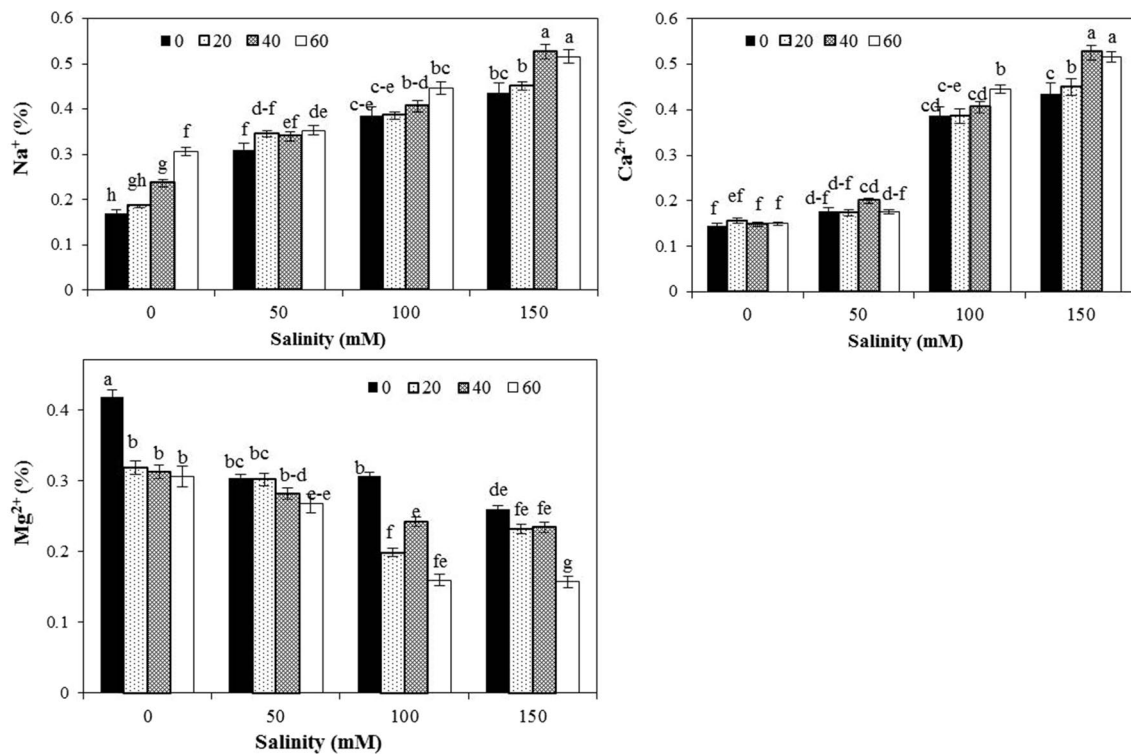 0.6
0.5
0.4
0.3
0.2
0.1
0
Na⁺ (%)
0 20 40 60
h gh g f
f d-f ef de
c-e c-e b-d bc
bc b a a
0 50 100 150
Salinity (mM)
0.6
0.5
0.4
0.3
0.2
0.1
0
Ca²⁺ (%)
0 20 40 60
f ef f f
d-f d-f cd d-f
cd c-e cd b
c b a a
0 50 100 150
Salinity (mM)
0.4
0.3
0.2
0.1
0
Mg²⁺ (%)
0 20 40 60
a b b b
bc bc b-d e-e
b f e fe
de fe fe g
0 50 100 150
Salinity (mM)